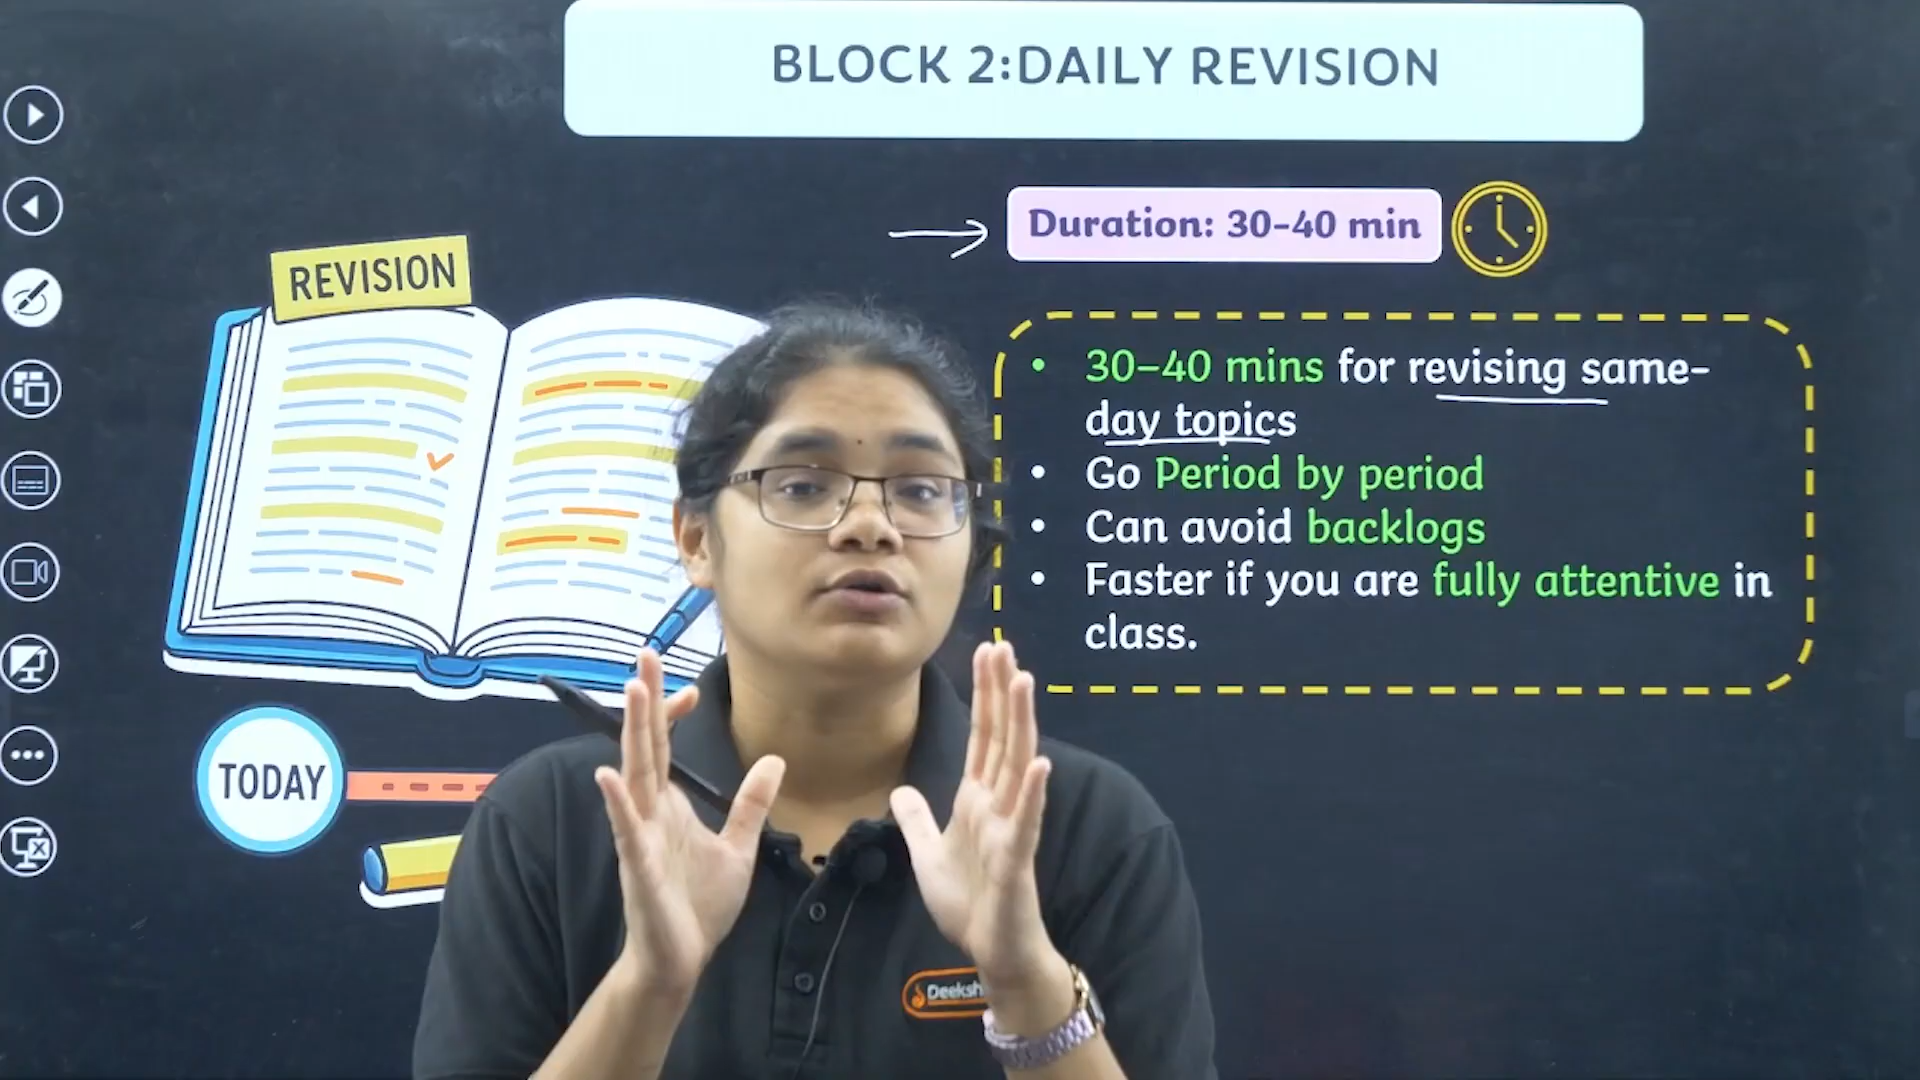 BLOCK 2:DAILY REVISION
Duration: 30-40 min
REVISION
• 30–40 mins for revising same-
day topics
• Go Period by period
• Can avoid backlogs
• Faster if you are fully attentive in
class.
TODAY
Deeksh